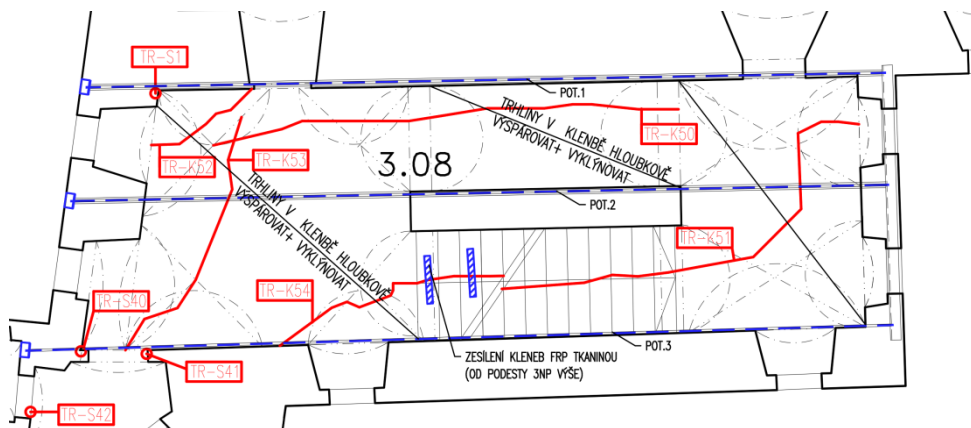 TR-S1
POT.1
TRHLINY V KLENBĚ HLOUBKOVĚ
VYSPÁROVAT+ VYKLÝNOVAT
TR-K50
TR-K52
TR-K53
3.08
TRHLINY V KLENBĚ HLOUBKOVĚ
VYSPÁROVAT+ VYKLÝNOVAT
POT.2
TR-K51
TR-K54
TR-S40
TR-S41
POT.3
ZESÍLENÍ KLENEB FRP TKANINOU
(OD PODESTY 3NP VÝŠE)
TR-S42